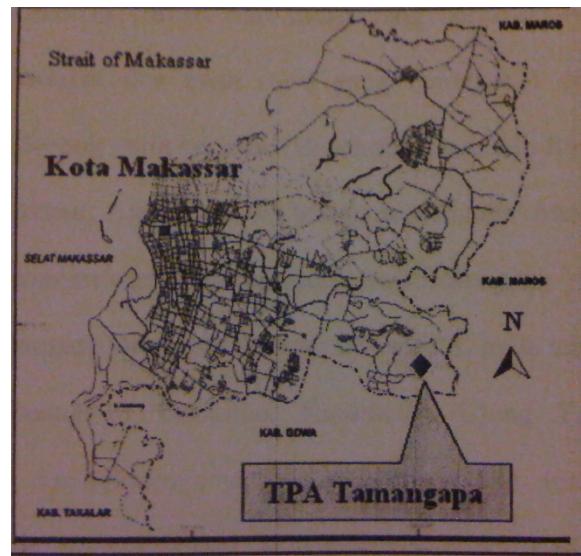 KAB. MAROS
Strait of Makassar
Kota Makassar
SELAT MAKASSAR
KAB. MAROS
N
KAB. GOWA
TPA Tamangapa
KAB. TAKALAR